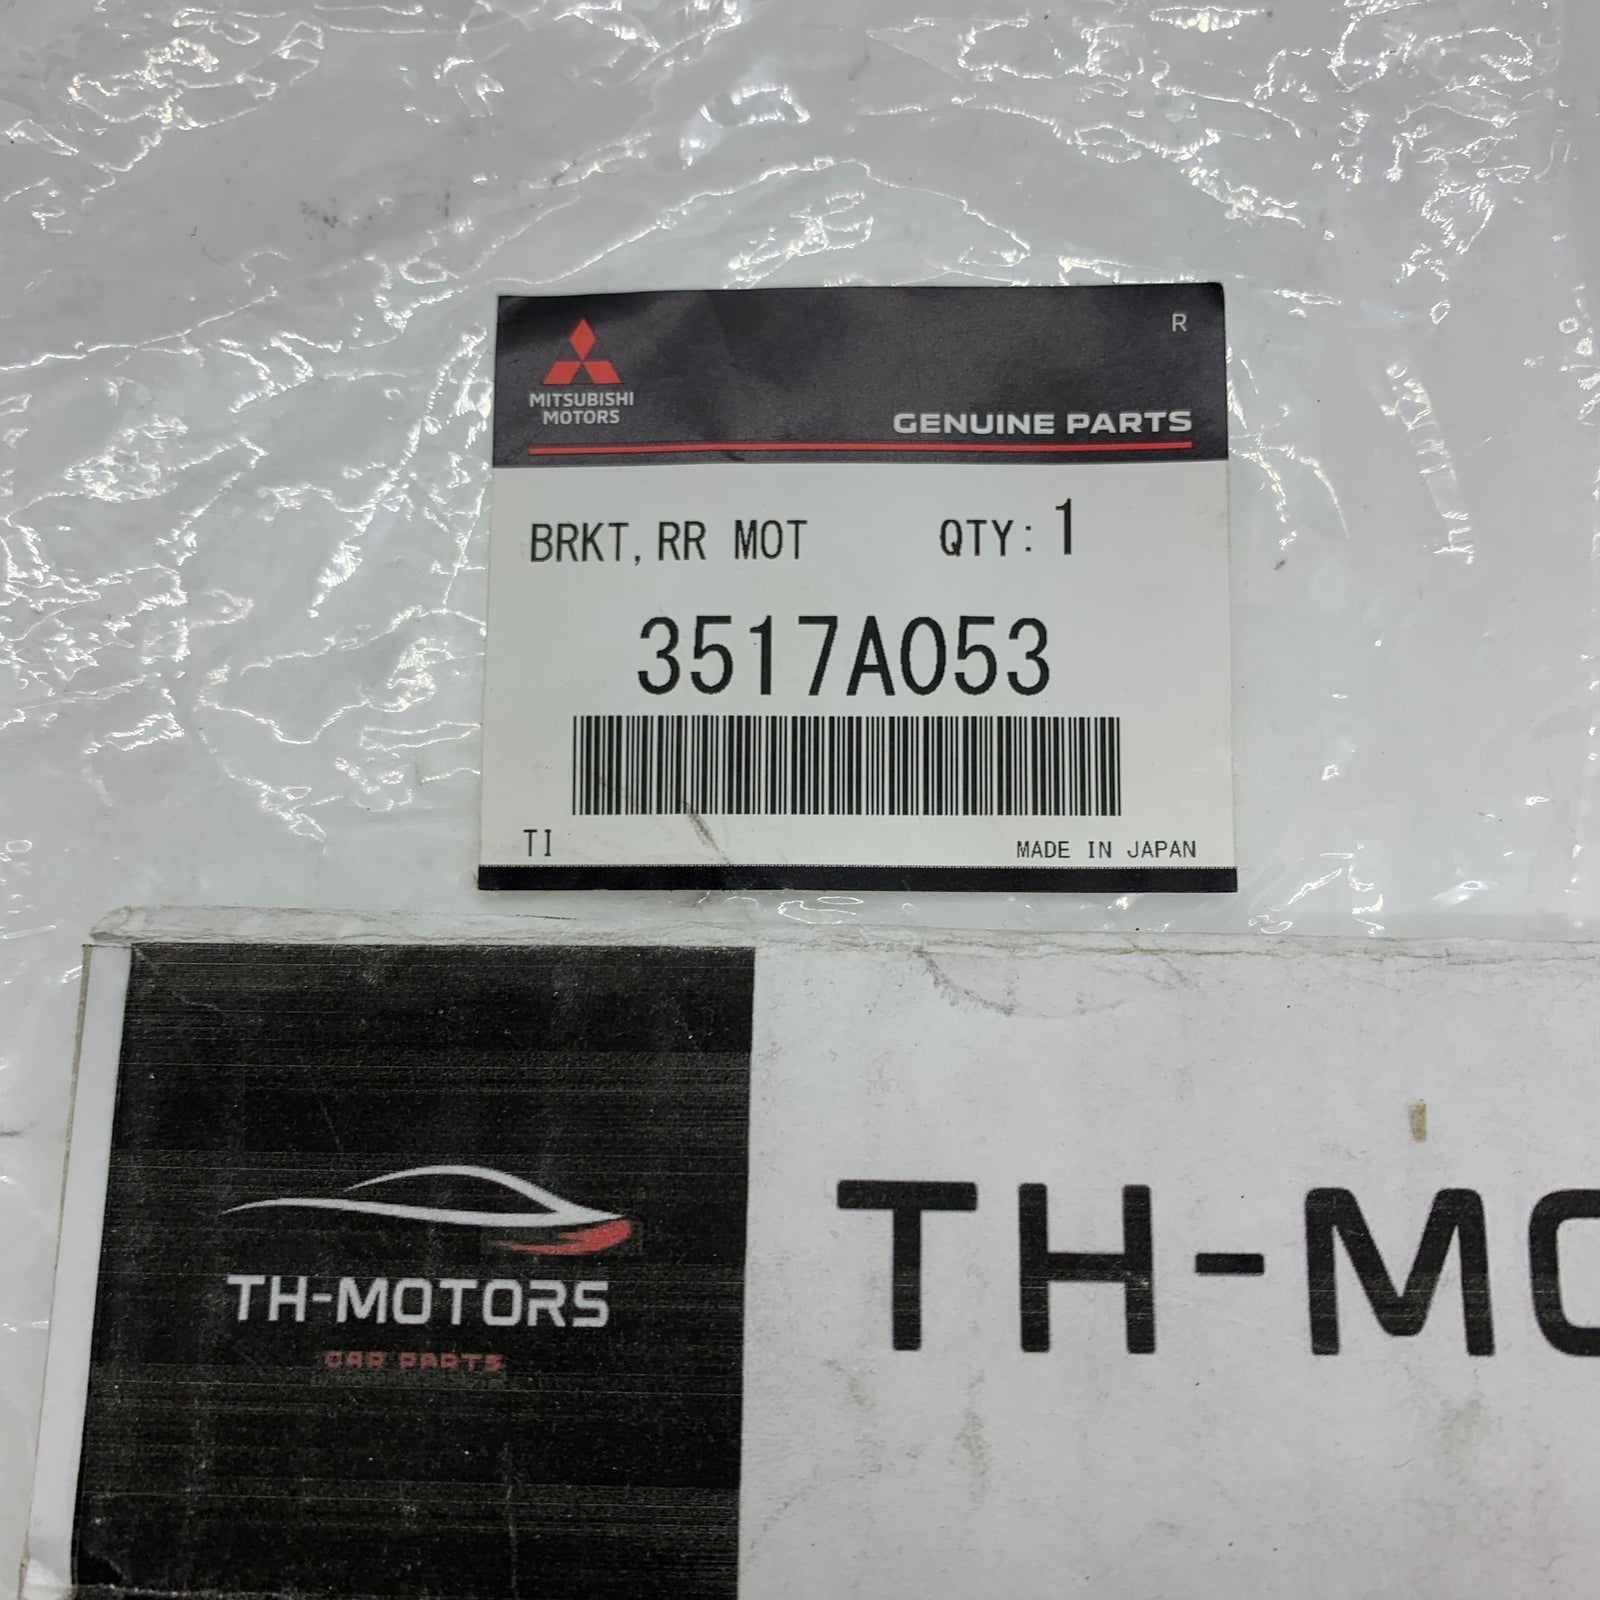 R
MITSUBISHI
MOTORS
GENUINE PARTS
BRKT, RR MOT QTY: 1
3517A053
TI MADE IN JAPAN
TH-MOTORS
CAR PARTS
TH-MO